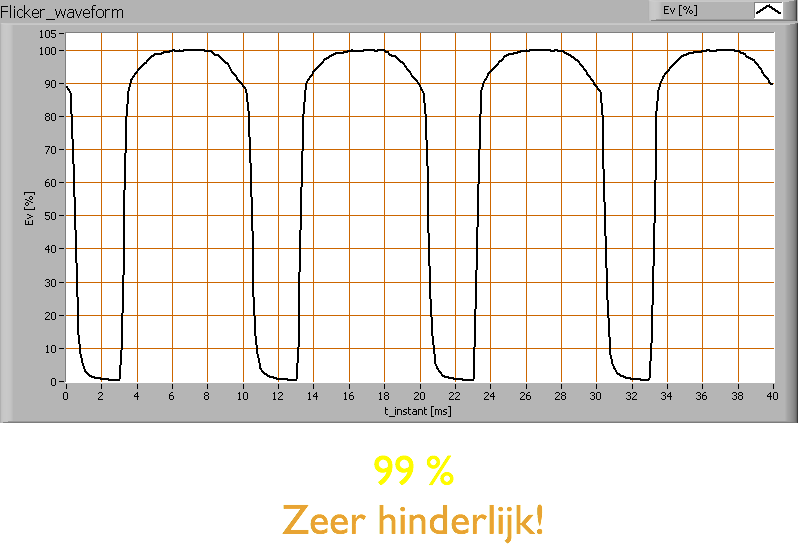 Flicker_waveform
Ev [%]
105
100
90
80
70
60
50
40
30
20
10
0
Ev [%]
0 2 4 6 8 10 12 14 16 18 20 22 24 26 28 30 32 34 36 38 40
t_instant [ms]
99 %
Zeer hinderlijk!